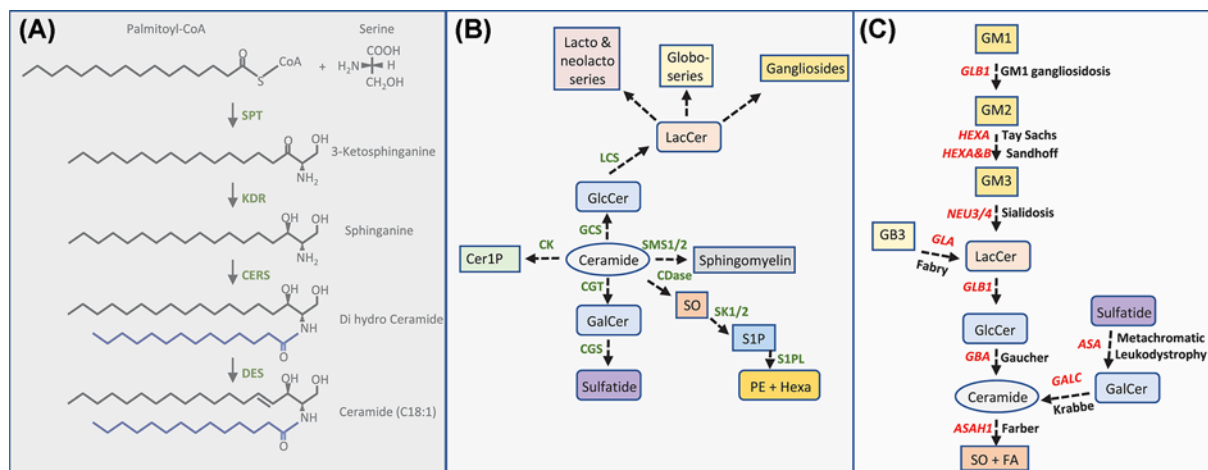 (A)
Palmitoyl-CoA
Serine
O
CoA
S
+
COOH
H₂N
H
CH₂OH
SPT
O
OH
3-Ketosphinganine
NH₂
KDR
OH
OH
Sphinganine
NH₂
CERS
OH
OH
Di hydro Ceramide
NH
O
DES
OH
OH
Ceramide (C18:1)
NH
O
(B)
Lacto &
neolacto
series
Globo-
series
Gangliosides
LacCer
LCS
GlcCer
GCS
Cer1P
CK
Ceramide
SMS1/2
Sphingomyelin
CGT
CDase
SO
GalCer
SK1/2
S1P
CGS
S1PL
Sulfatide
PE + Hexa
(C)
GM1
GLB1
GM1 gangliosidosis
GM2
HEXA
Tay Sachs
HEXA&B
Sandhoff
GM3
NEU3/4
Sialidosis
GB3
GLA
Fabry
LacCer
GLB1
GlcCer
Sulfatide
GBA
Gaucher
ASA
Metachromatic
Leukodystrophy
Ceramide
GALC
Krabbe
GalCer
ASAH1
Farber
SO + FA